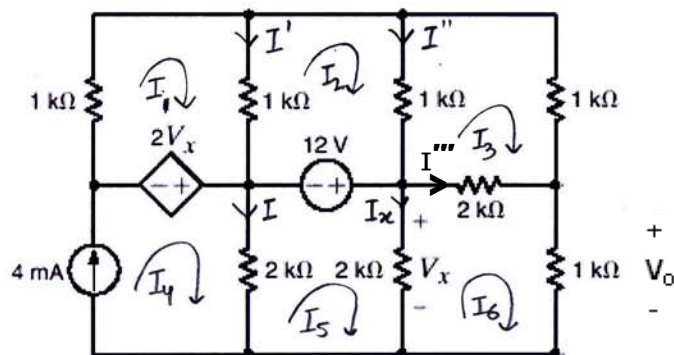 I' I''
1 kΩ I₁ 1 kΩ I₂ 1 kΩ 1 kΩ
2Vₓ 12 V I''' I₃
- + - +
I Iₓ + 2 kΩ
4 mA I₄ 2 kΩ I₅ 2 kΩ Vₓ I₆ 1 kΩ
-
+
V₀
-